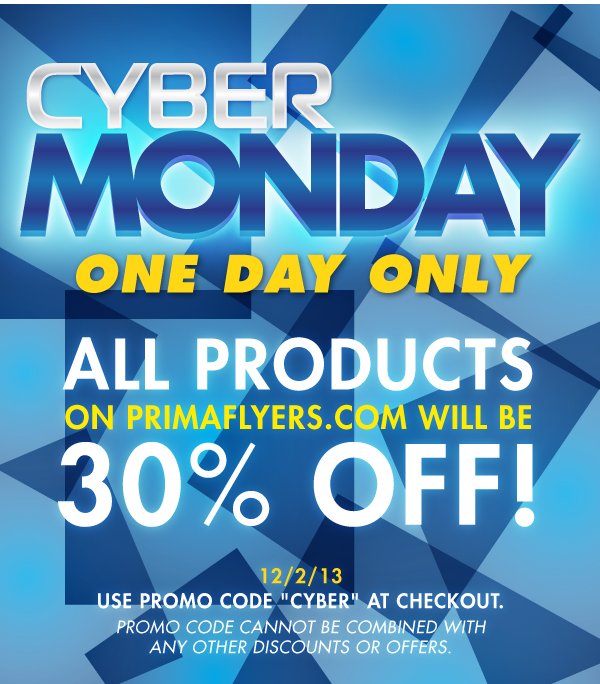 CYBER
MONDAY
ONE DAY ONLY
ALL PRODUCTS
ON PRIMAFLYERS.COM WILL BE
30% OFF!
12/2/13
USE PROMO CODE "CYBER" AT CHECKOUT.
PROMO CODE CANNOT BE COMBINED WITH
ANY OTHER DISCOUNTS OR OFFERS.